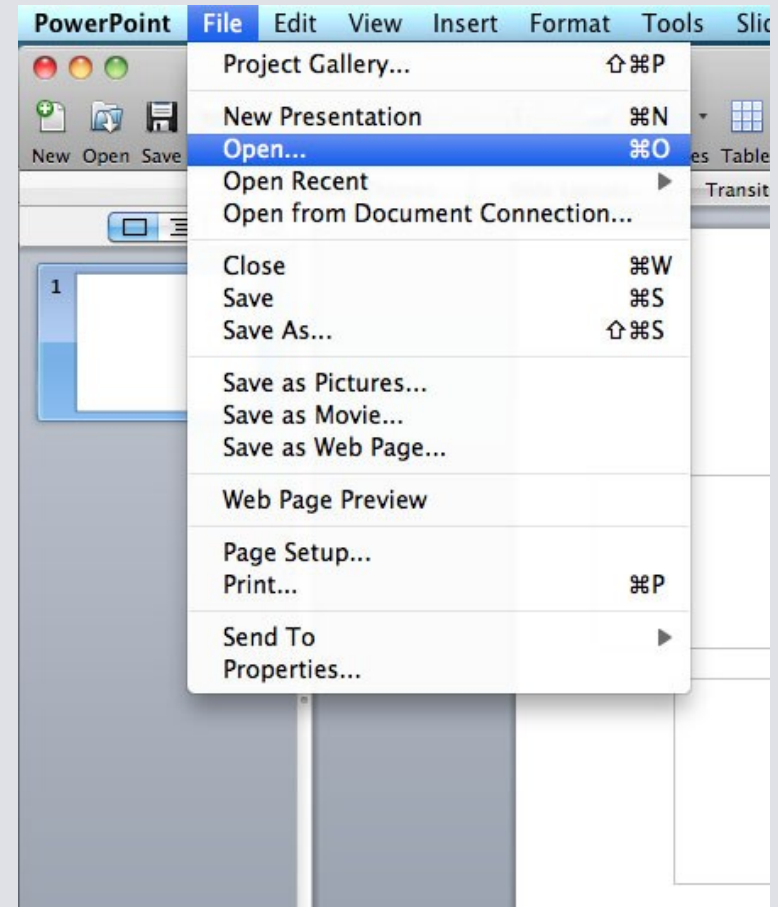 PowerPoint File Edit View Insert Format Tools Slid
Project Gallery... ⇧⌘P
New Presentation ⌘N
New Open Save es Table
Open... ⌘O
Open Recent
Transit
Open from Document Connection...
Close ⌘W
1
Save ⌘S
Save As... ⇧⌘S
Save as Pictures...
Save as Movie...
Save as Web Page...
Web Page Preview
Page Setup...
Print... ⌘P
Send To
Properties...